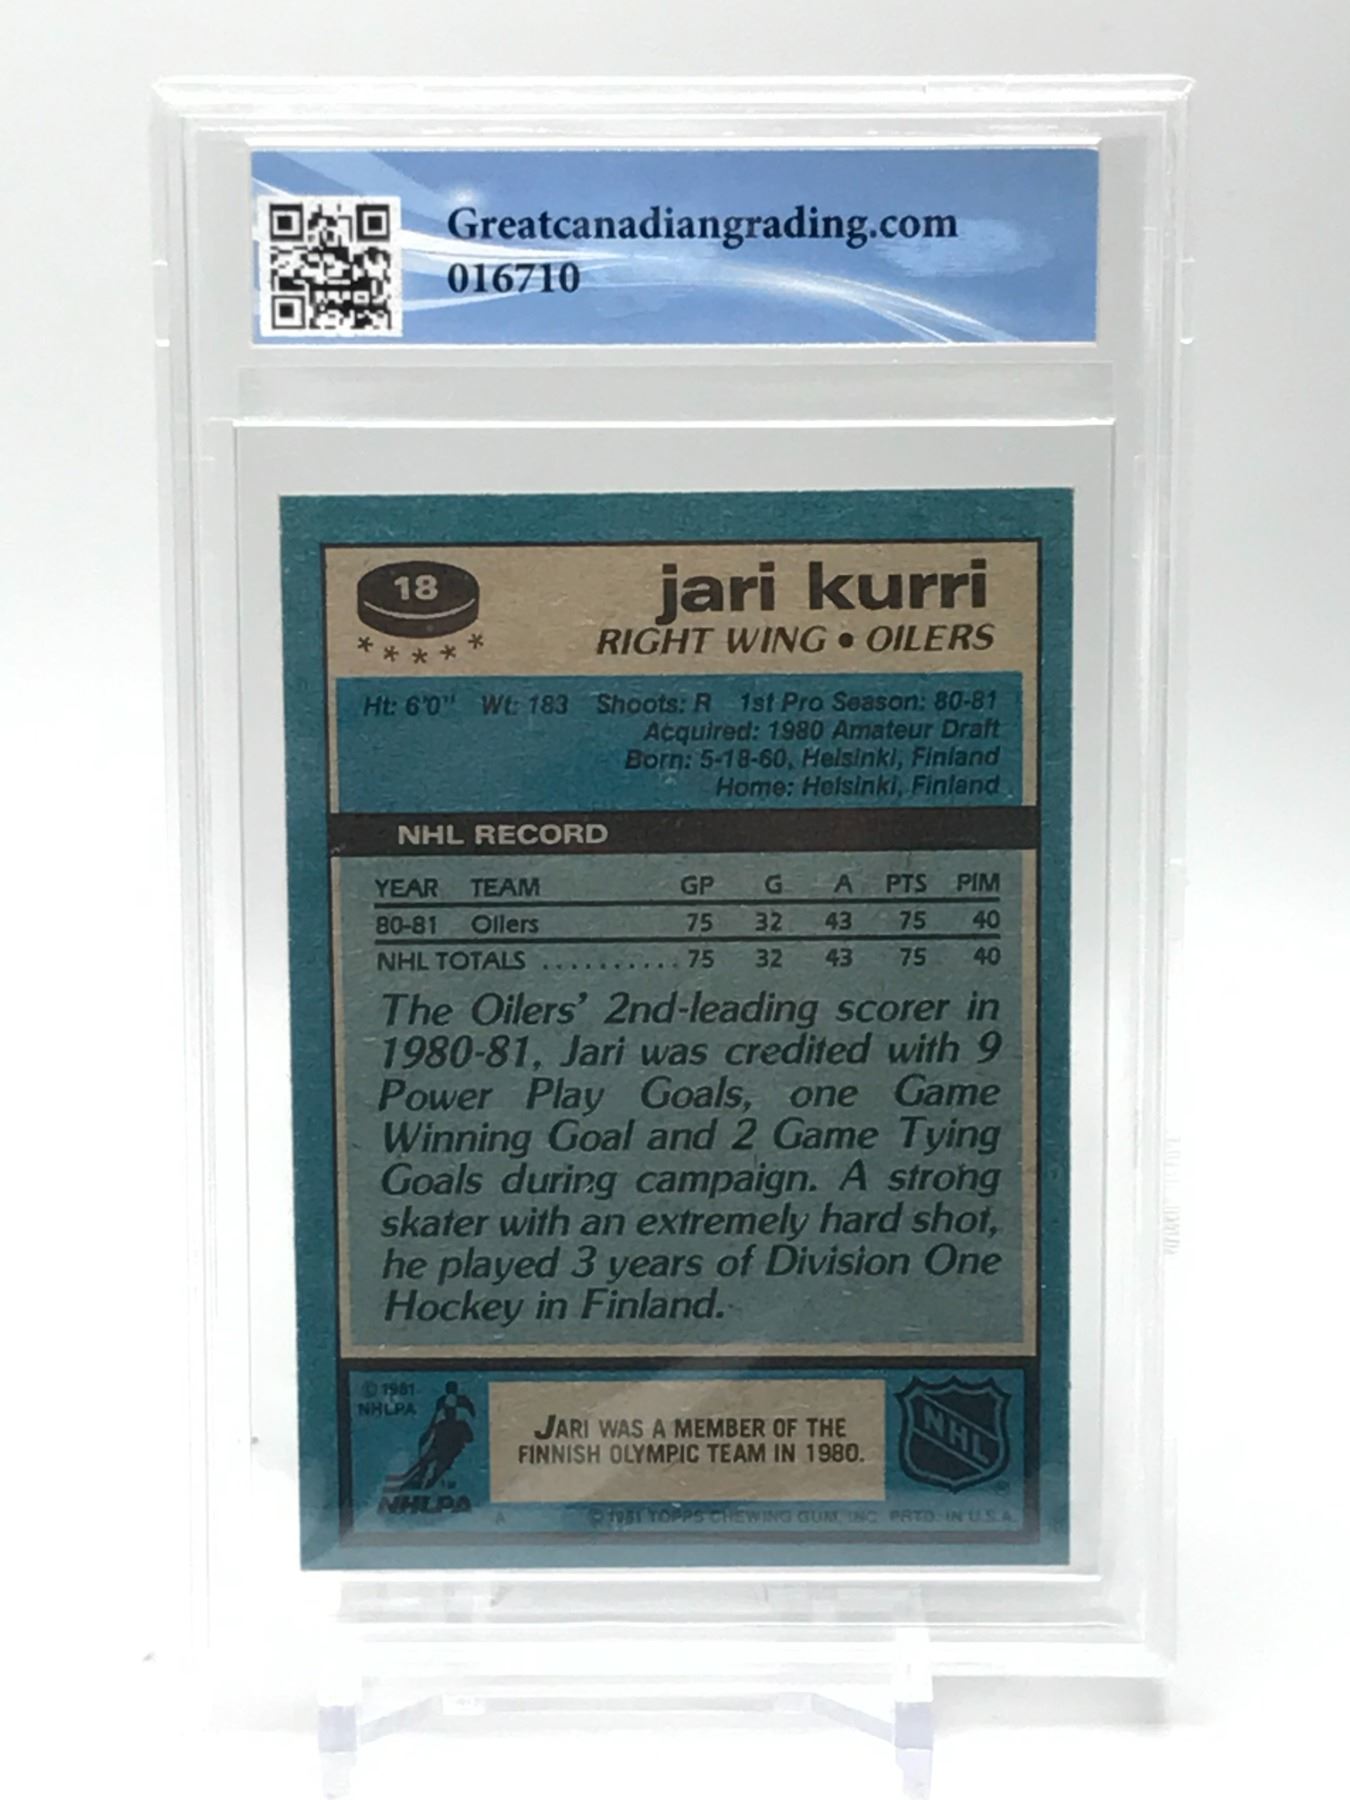 Greatcanadiangrading.com
016710
18
jari kurri
* * * * *
RIGHT WING • OILERS
Ht: 6'0" Wt: 183 Shoots: R 1st Pro Season: 80-81
Acquired: 1980 Amateur Draft
Born: 5-18-60, Helsinki, Finland
Home: Helsinki, Finland
NHL RECORD
YEAR TEAM GP G A PTS PIM
80-81 Oilers 75 32 43 75 40
NHL TOTALS .......... 75 32 43 75 40
The Oilers' 2nd-leading scorer in
1980-81, Jari was credited with 9
Power Play Goals, one Game
Winning Goal and 2 Game Tying
Goals during campaign. A strong
skater with an extremely hard shot,
he played 3 years of Division One
Hockey in Finland.
© 1981
NHLPA
JARI WAS A MEMBER OF THE
FINNISH OLYMPIC TEAM IN 1980.
NHL
NHLPA
A © 1981 TOPPS CHEWING GUM, INC. PRTD. IN U.S.A.